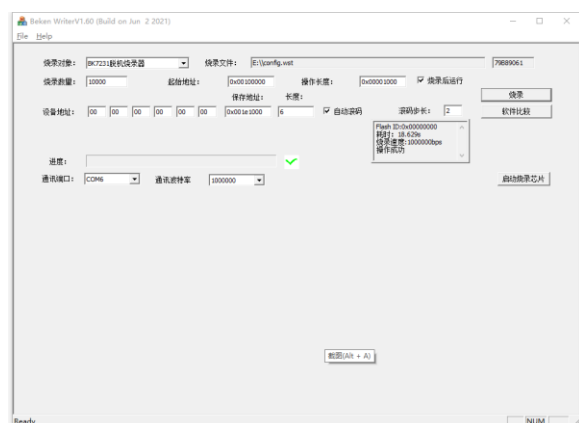 Beken WriterV1.60 (Build on Jun 2 2021)
File Help
烧录对象: BK7231脱机烧录器 烧录文件: E:\\config.wst 79B89061
烧录数量: 10000 起始地址: 0x00100000 操作长度: 0x00001000 烧录后运行
烧录
保存地址: 长度:
设备地址: 00 00 00 00 00 00 0x001e1000 6 自动滚码 滚码步长: 2 软件比较
Flash ID:0x00000000
耗时: 18.629s
烧录速度:1000000bps
操作成功
进度:
通讯端口: COM6 通讯波特率 1000000 启动烧录芯片
截图(Alt + A)
Ready NUM